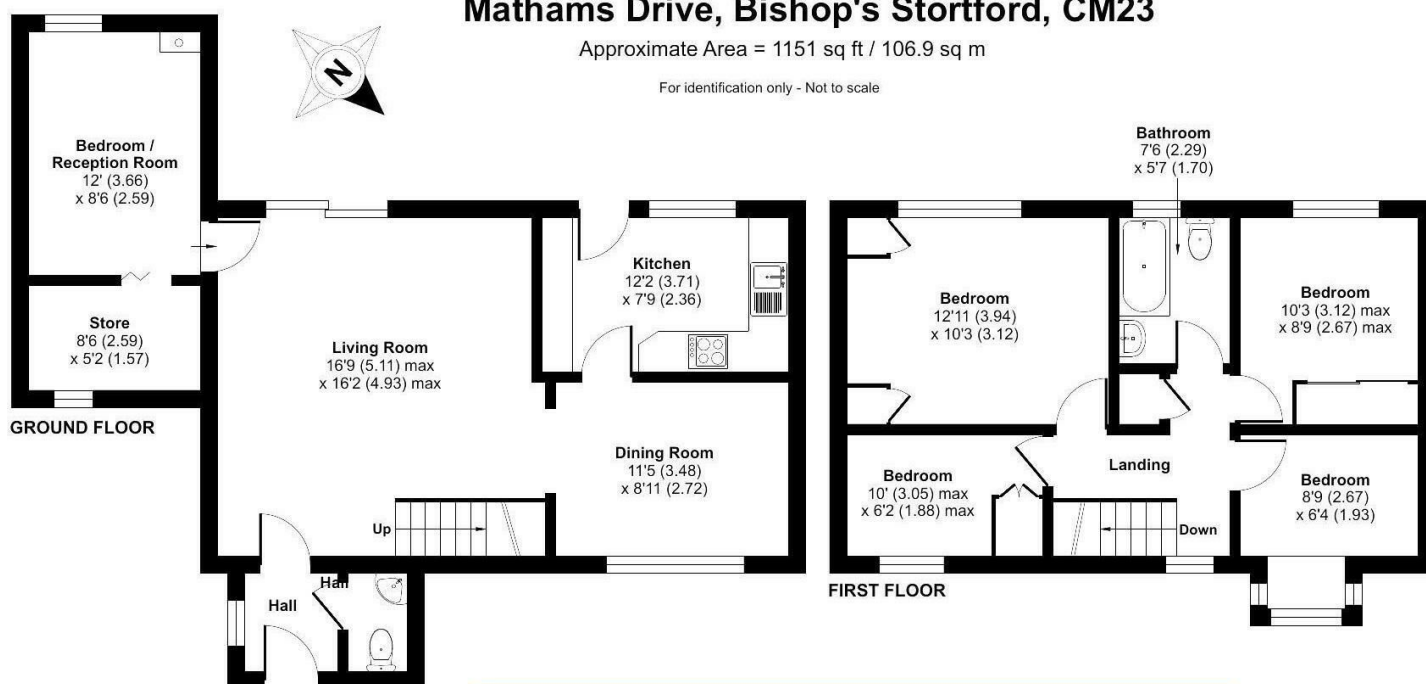 Mathams Drive, Bishop's Stortford, CM23
Approximate Area = 1151 sq ft / 106.9 sq m
For identification only - Not to scale
N
Bedroom /
Reception Room
12' (3.66)
x 8'6 (2.59)
Store
8'6 (2.59)
x 5'2 (1.57)
GROUND FLOOR
Living Room
16'9 (5.11) max
x 16'2 (4.93) max
Kitchen
12'2 (3.71)
x 7'9 (2.36)
Dining Room
11'5 (3.48)
x 8'11 (2.72)
Up
Hall
Hall
Bathroom
7'6 (2.29)
x 5'7 (1.70)
Bedroom
12'11 (3.94)
x 10'3 (3.12)
Bedroom
10'3 (3.12) max
x 8'9 (2.67) max
Bedroom
10' (3.05) max
x 6'2 (1.88) max
Landing
Down
Bedroom
8'9 (2.67)
x 6'4 (1.93)
FIRST FLOOR